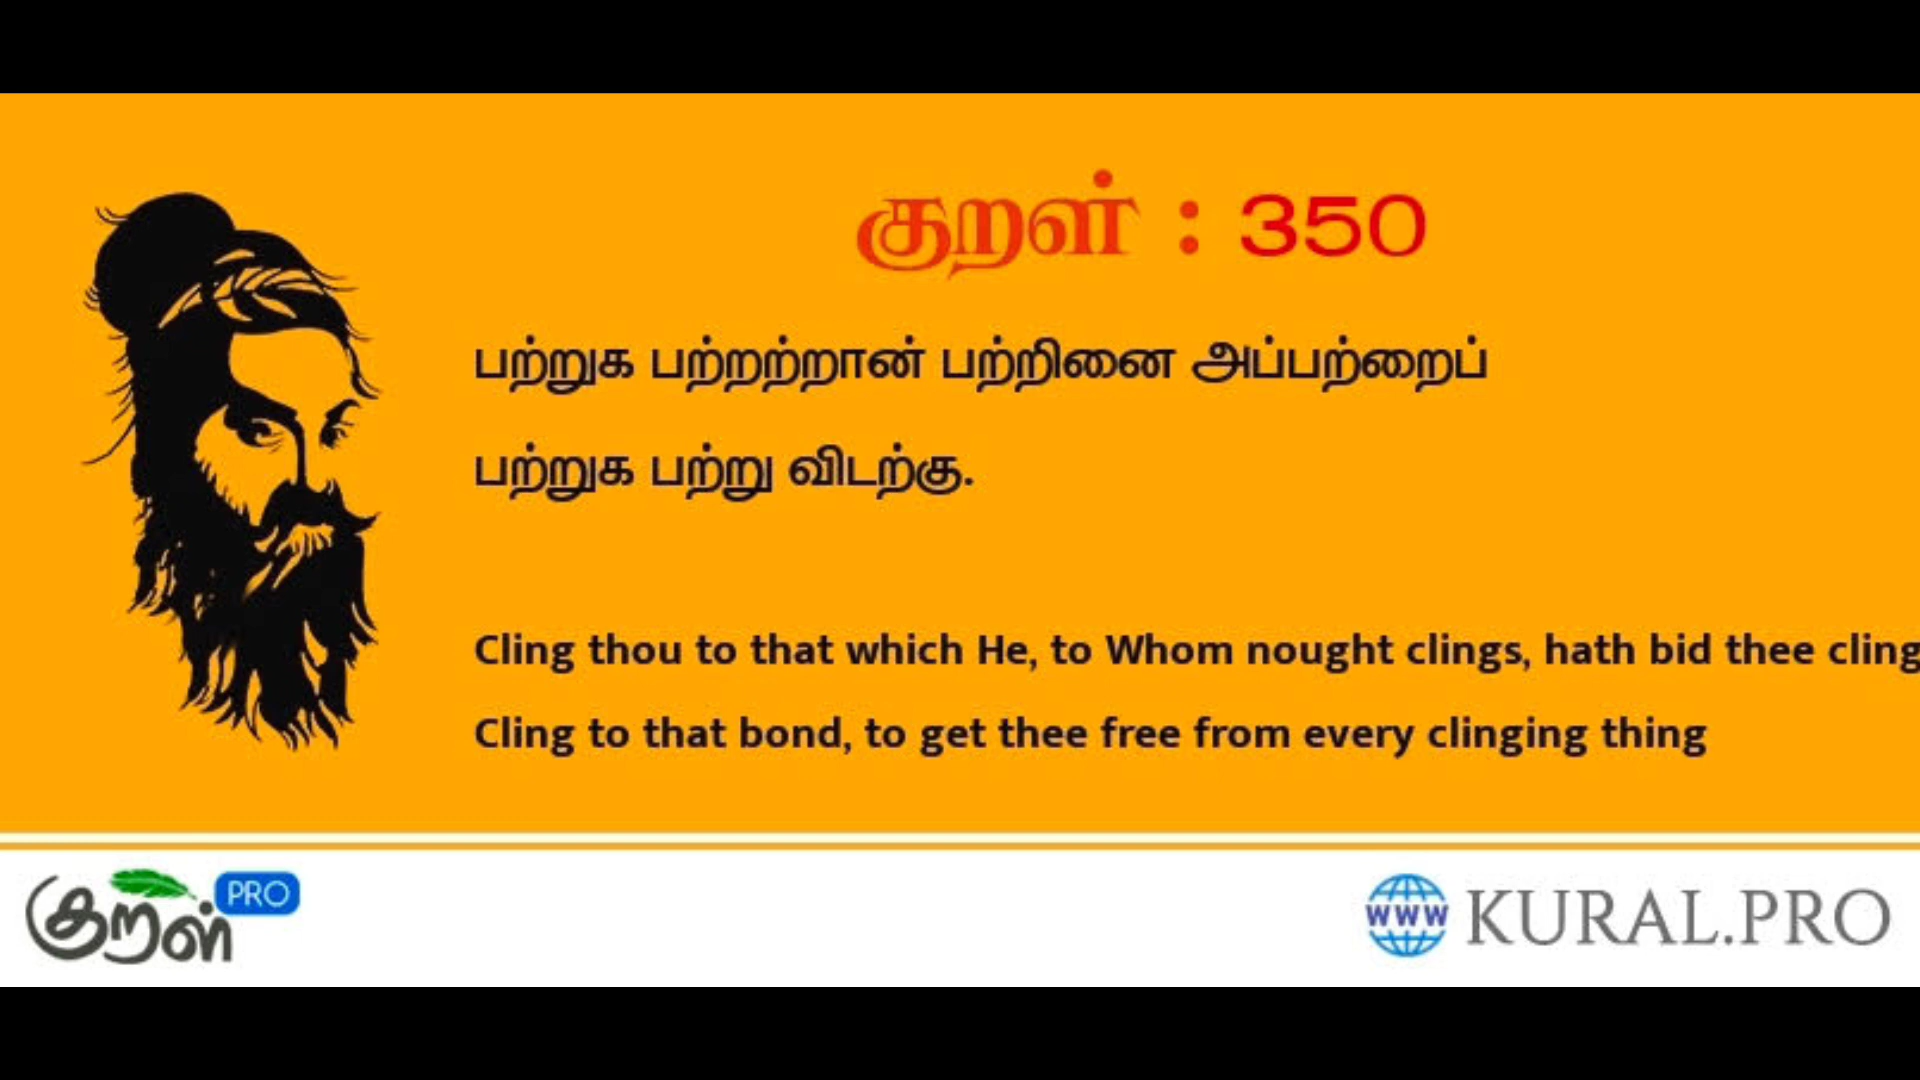 குறள் : 350
பற்றுக பற்றற்றான் பற்றினை அப்பற்றைப்
பற்றுக பற்று விடற்கு.
Cling thou to that which He, to Whom nought clings, hath bid thee cling
Cling to that bond, to get thee free from every clinging thing
குறள் PRO
www KURAL.PRO